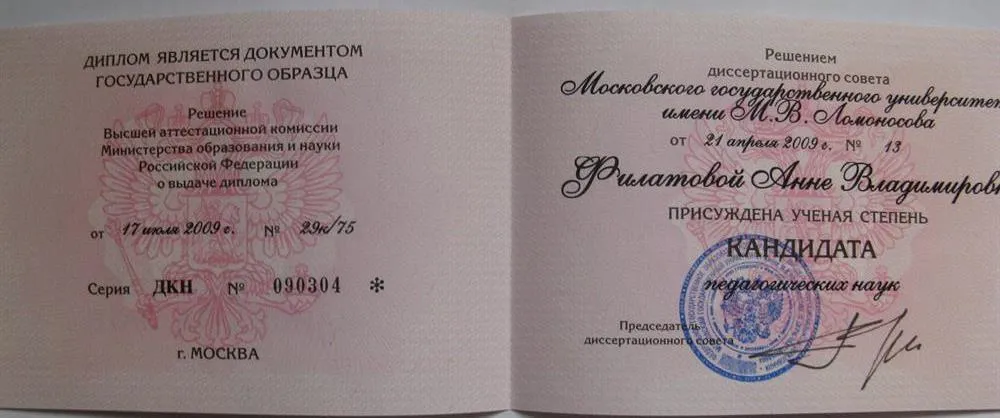 ДИПЛОМ ЯВЛЯЕТСЯ ДОКУМЕНТОМ
ГОСУДАРСТВЕННОГО ОБРАЗЦА
Решение
Высшей аттестационной комиссии
Министерства образования и науки
Российской Федерации
о выдаче диплома
от 17 июля 2009 г. № 29к/75
Серия ДКН № 090304 *
г. МОСКВА
Решением
диссертационного совета
Московского государственного
имени М.В. Ломоносова
от 21 апреля 2009 г. № 13
Филатовой Анне
ПРИСУЖДЕНА УЧЕНАЯ СТЕПЕНЬ
КАНДИДАТА
педагогических наук
Председатель
диссертационного совета